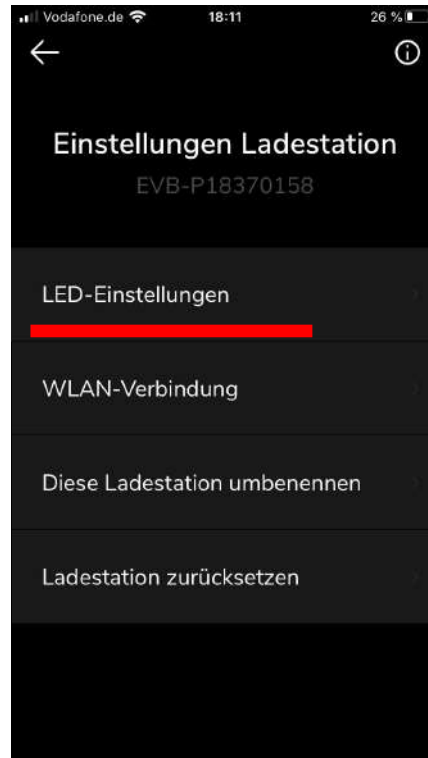 Vodafone.de 18:11 26 %
Einstellungen Ladestation
EVB-P18370158
LED-Einstellungen
WLAN-Verbindung
Diese Ladestation umbenennen
Ladestation zurücksetzen